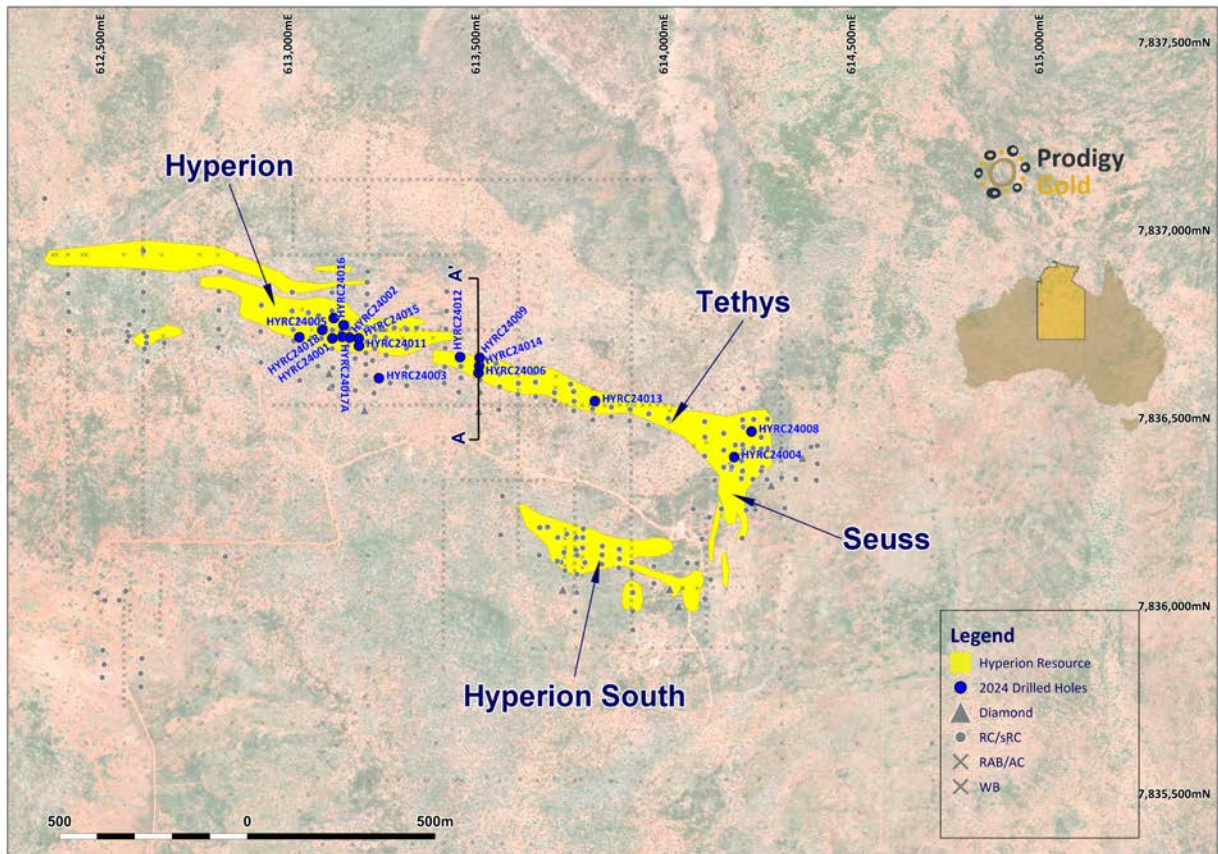 612,500mE
613,000mE
613,500mE
614,000mE
614,500mE
615,000mE
7,837,500mN
Prodigy
Gold
Hyperion
7,837,000mN
A'
HYRC24016
HYRC24002
HYRC24015
HYRC24012
HYRC24009
HYRC24014
HYRC24005
HYRC24018
HYRC24001
HYRC24011
HYRC24006
HYRC24017A
HYRC24003
Tethys
HYRC24013
A
7,836,500mN
HYRC24008
HYRC24004
Seuss
7,836,000mN
Hyperion South
Legend
Hyperion Resource
2024 Drilled Holes
Diamond
RC/sRC
RAB/AC
WB
7,835,500mN
500
0
500m